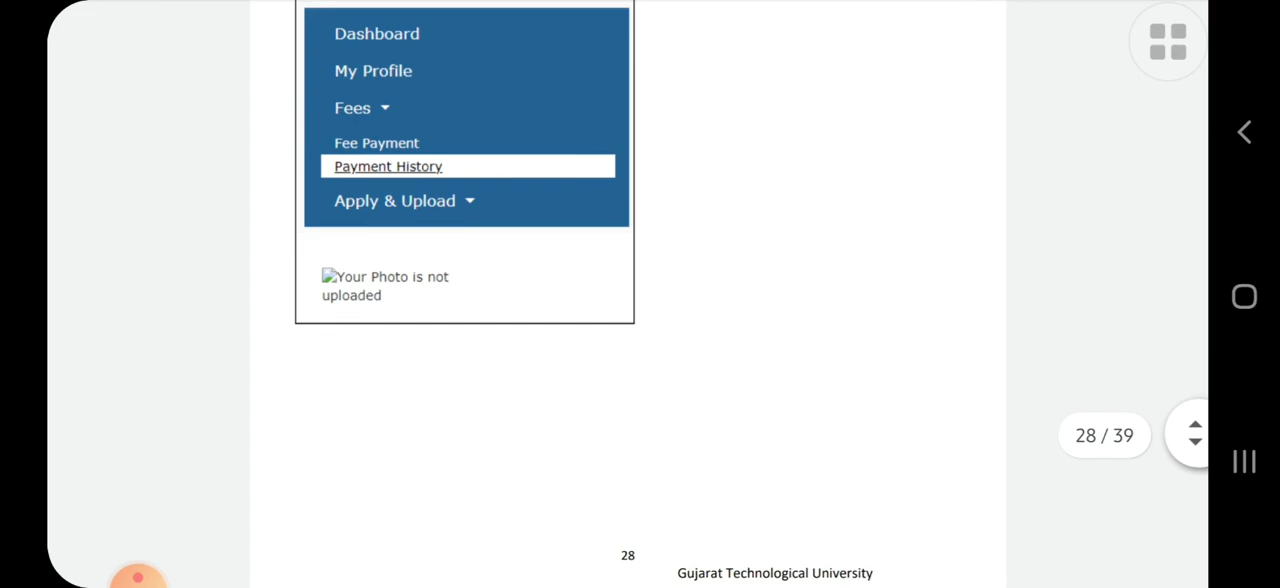 Dashboard
My Profile
Fees
Fee Payment
Payment History
Apply & Upload
Your Photo is not
uploaded
28 / 39
28
Gujarat Technological University